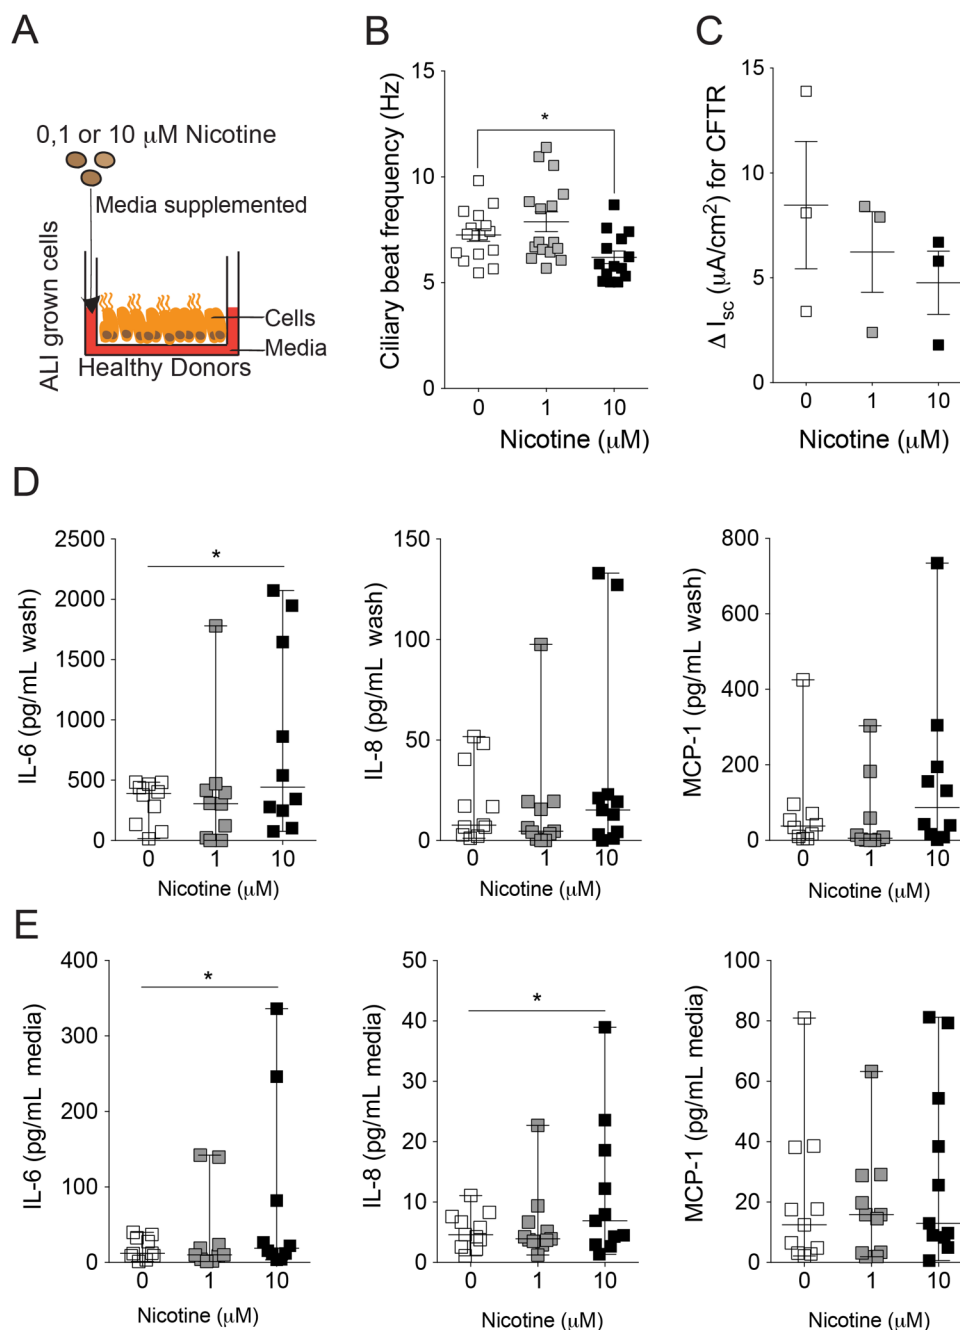 A
0,1 or 10 μM Nicotine
Media supplemented
ALI grown cells
Cells
Media
Healthy Donors
B
Ciliary beat frequency (Hz)
15
10
5
0
*
0 1 10
Nicotine (μM)
C
Δ Isc (μA/cm²) for CFTR
15
10
5
0
0 1 10
Nicotine (μM)
D
IL-6 (pg/mL wash)
2500
2000
1500
1000
500
0
*
0 1 10
Nicotine (μM)
IL-8 (pg/mL wash)
150
100
50
0
0 1 10
Nicotine (μM)
MCP-1 (pg/mL wash)
800
600
400
200
0
0 1 10
Nicotine (μM)
E
IL-6 (pg/mL media)
400
300
200
100
0
*
0 1 10
Nicotine (μM)
IL-8 (pg/mL media)
50
40
30
20
10
0
*
0 1 10
Nicotine (μM)
MCP-1 (pg/mL media)
100
80
60
40
20
0
0 1 10
Nicotine (μM)